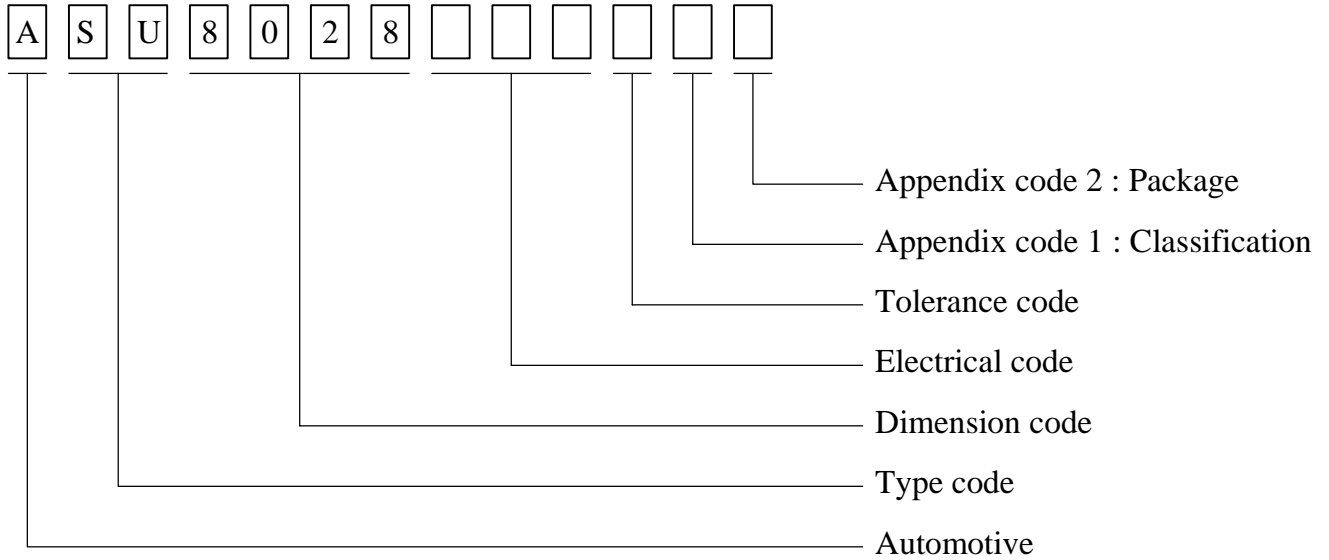 A S U 8 0 2 8
Appendix code 2 : Package
Appendix code 1 : Classification
Tolerance code
Electrical code
Dimension code
Type code
Automotive